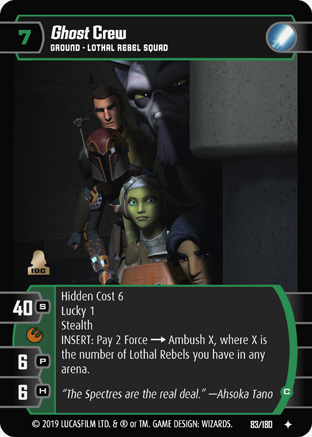 7
Ghost Crew
GROUND - LOTHAL REBEL SQUAD
IDC
40 S
6 P
6 H
Hidden Cost 6
Lucky 1
Stealth
INSERT: Pay 2 Force → Ambush X, where X is
the number of Lothal Rebels you have in any
arena.
“The Spectres are the real deal.” —Ahsoka Tano
C
© 2019 LUCASFILM LTD. & ® or TM. GAME DESIGN: WIZARDS.
83/180